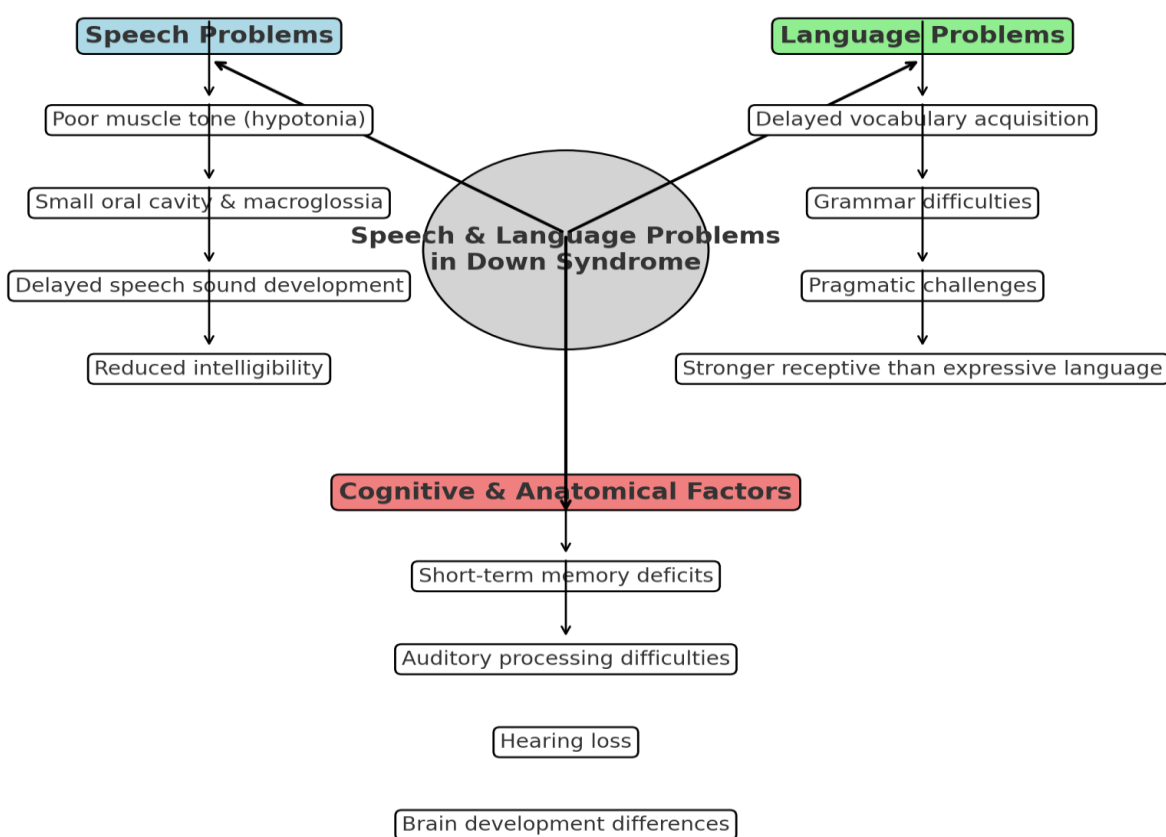 Speech Problems
Language Problems
Poor muscle tone (hypotonia)
Delayed vocabulary acquisition
Small oral cavity & macroglossia
Grammar difficulties
Speech & Language Problems
in Down Syndrome
Delayed speech sound development
Pragmatic challenges
Reduced intelligibility
Stronger receptive than expressive language
Cognitive & Anatomical Factors
Short-term memory deficits
Auditory processing difficulties
Hearing loss
Brain development differences